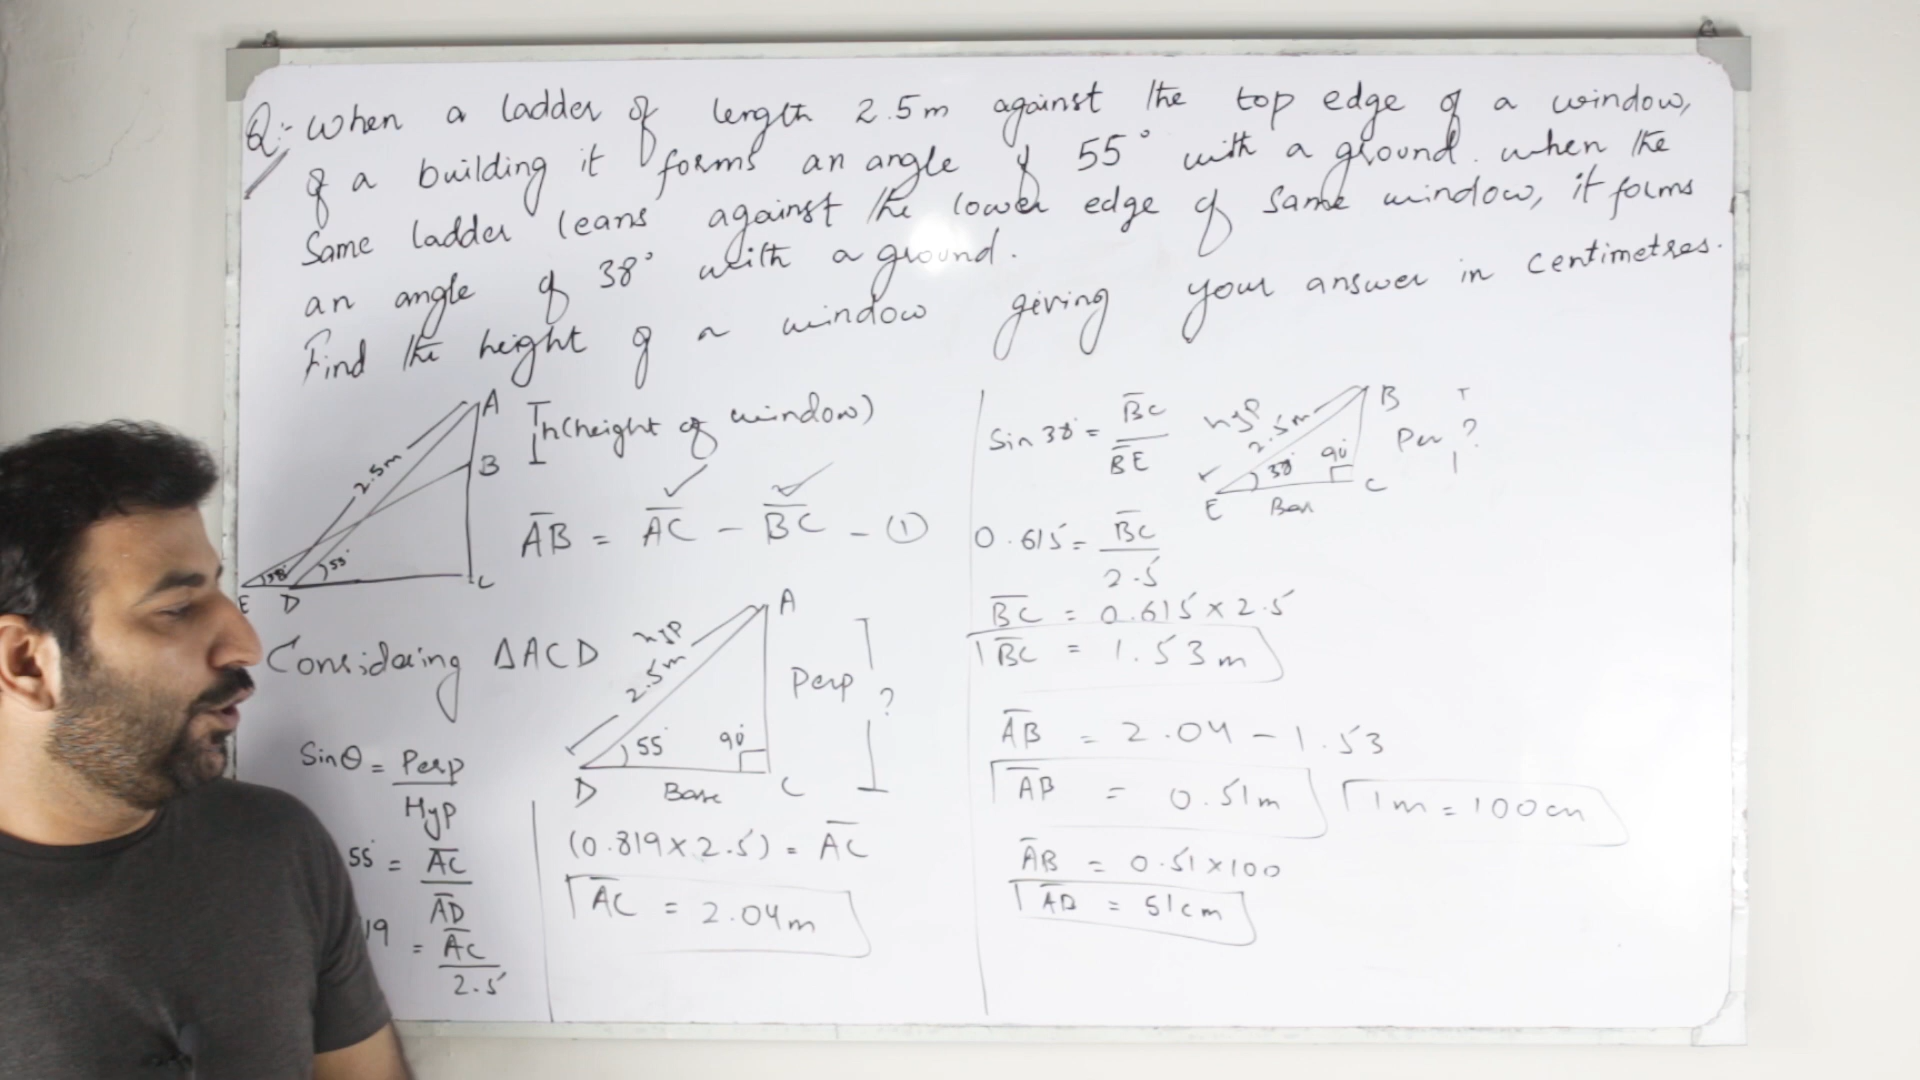 Q:- When a ladder of length 2.5m against the top edge of a window,
of a building it forms an angle of 55° with a ground. when the
Same ladder leans against the lower edge of same window, it forms
an angle of 38° with a ground.
Find the height of a window giving your answer in centimetres.
A
h(height of window)
B
2.5m
38°
55°
E
D
C
AB = AC - BC - ①
Considering ΔACD
Sinθ = Perp
Hyp
55° = AC
AD
19 = AC
2.5
A
hyp
2.5m
Perp
?
55°
90°
D
Base
C
(0.819×2.5) = AC
AC = 2.04m
Sin 38° = BC
BE
B
hyp
2.5m
Per ?
38°
90°
E
Base
C
0.615 = BC
2.5
BC = 0.615×2.5
BC = 1.53m
AB = 2.04 - 1.53
AB = 0.51m
1m = 100cm
AB = 0.51×100
AB = 51cm